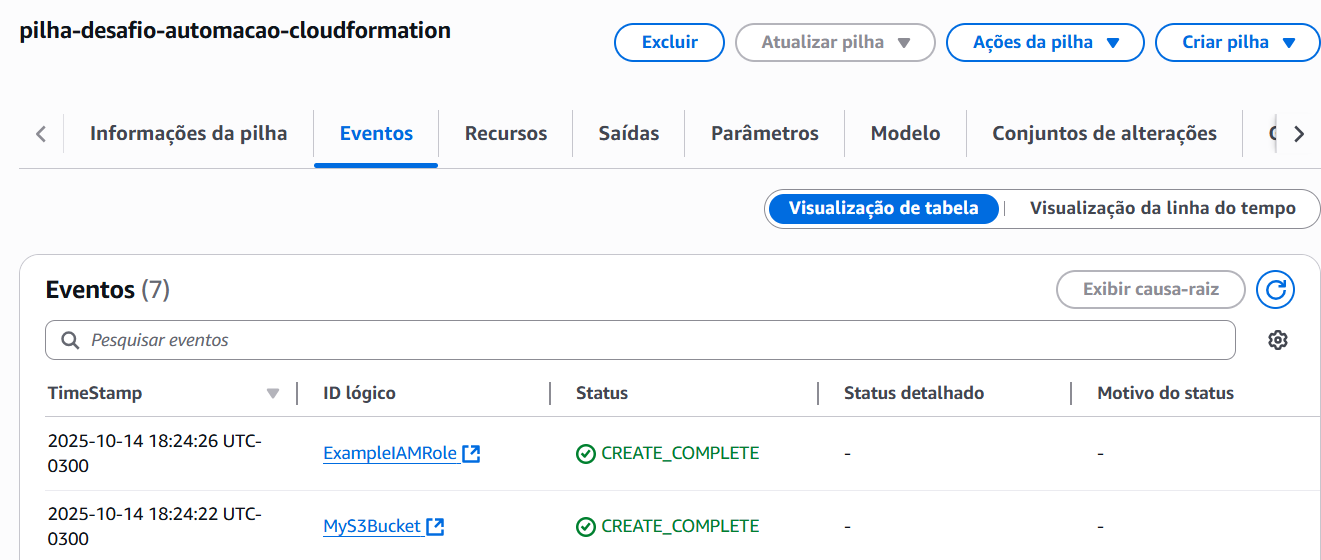 pilha-desafio-automacao-cloudformation
Excluir
Atualizar pilha
Ações da pilha
Criar pilha
Informações da pilha
Eventos
Recursos
Saídas
Parâmetros
Modelo
Conjuntos de alterações
Visualização de tabela
Visualização da linha do tempo
Eventos (7)
Exibir causa-raiz
Pesquisar eventos
TimeStamp
ID lógico
Status
Status detalhado
Motivo do status
2025-10-14 18:24:26 UTC-
0300
ExampleIAMRole
CREATE_COMPLETE
-
-
2025-10-14 18:24:22 UTC-
0300
MyS3Bucket
CREATE_COMPLETE
-
-